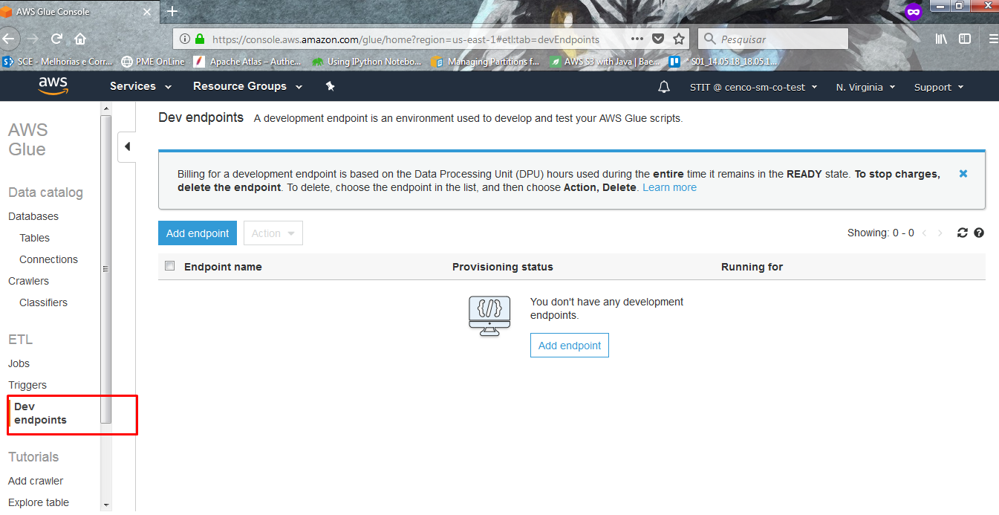 AWS Glue Console
https://console.aws.amazon.com/glue/home?region=us-east-1#etl:tab=devEndpoints
Pesquisar
SCE - Melhorias e Corr...
PME OnLine
Apache Atlas – Authe...
Using IPython Notebo...
Managing Partitions f...
AWS S3 with Java | Bae...
S01_14.05.18_18.05.1...
aws
Services
Resource Groups
STIT @ cenco-sm-co-test
N. Virginia
Support
AWS
Glue
Data catalog
Databases
Tables
Connections
Crawlers
Classifiers
ETL
Jobs
Triggers
Dev
endpoints
Tutorials
Add crawler
Explore table
Dev endpoints A development endpoint is an environment used to develop and test your AWS Glue scripts.
Billing for a development endpoint is based on the Data Processing Unit (DPU) hours used during the entire time it remains in the READY state. To stop charges,
delete the endpoint. To delete, choose the endpoint in the list, and then choose Action, Delete. Learn more
Add endpoint
Action
Showing: 0 - 0
Endpoint name
Provisioning status
Running for
{/}
You don't have any development
endpoints.
Add endpoint